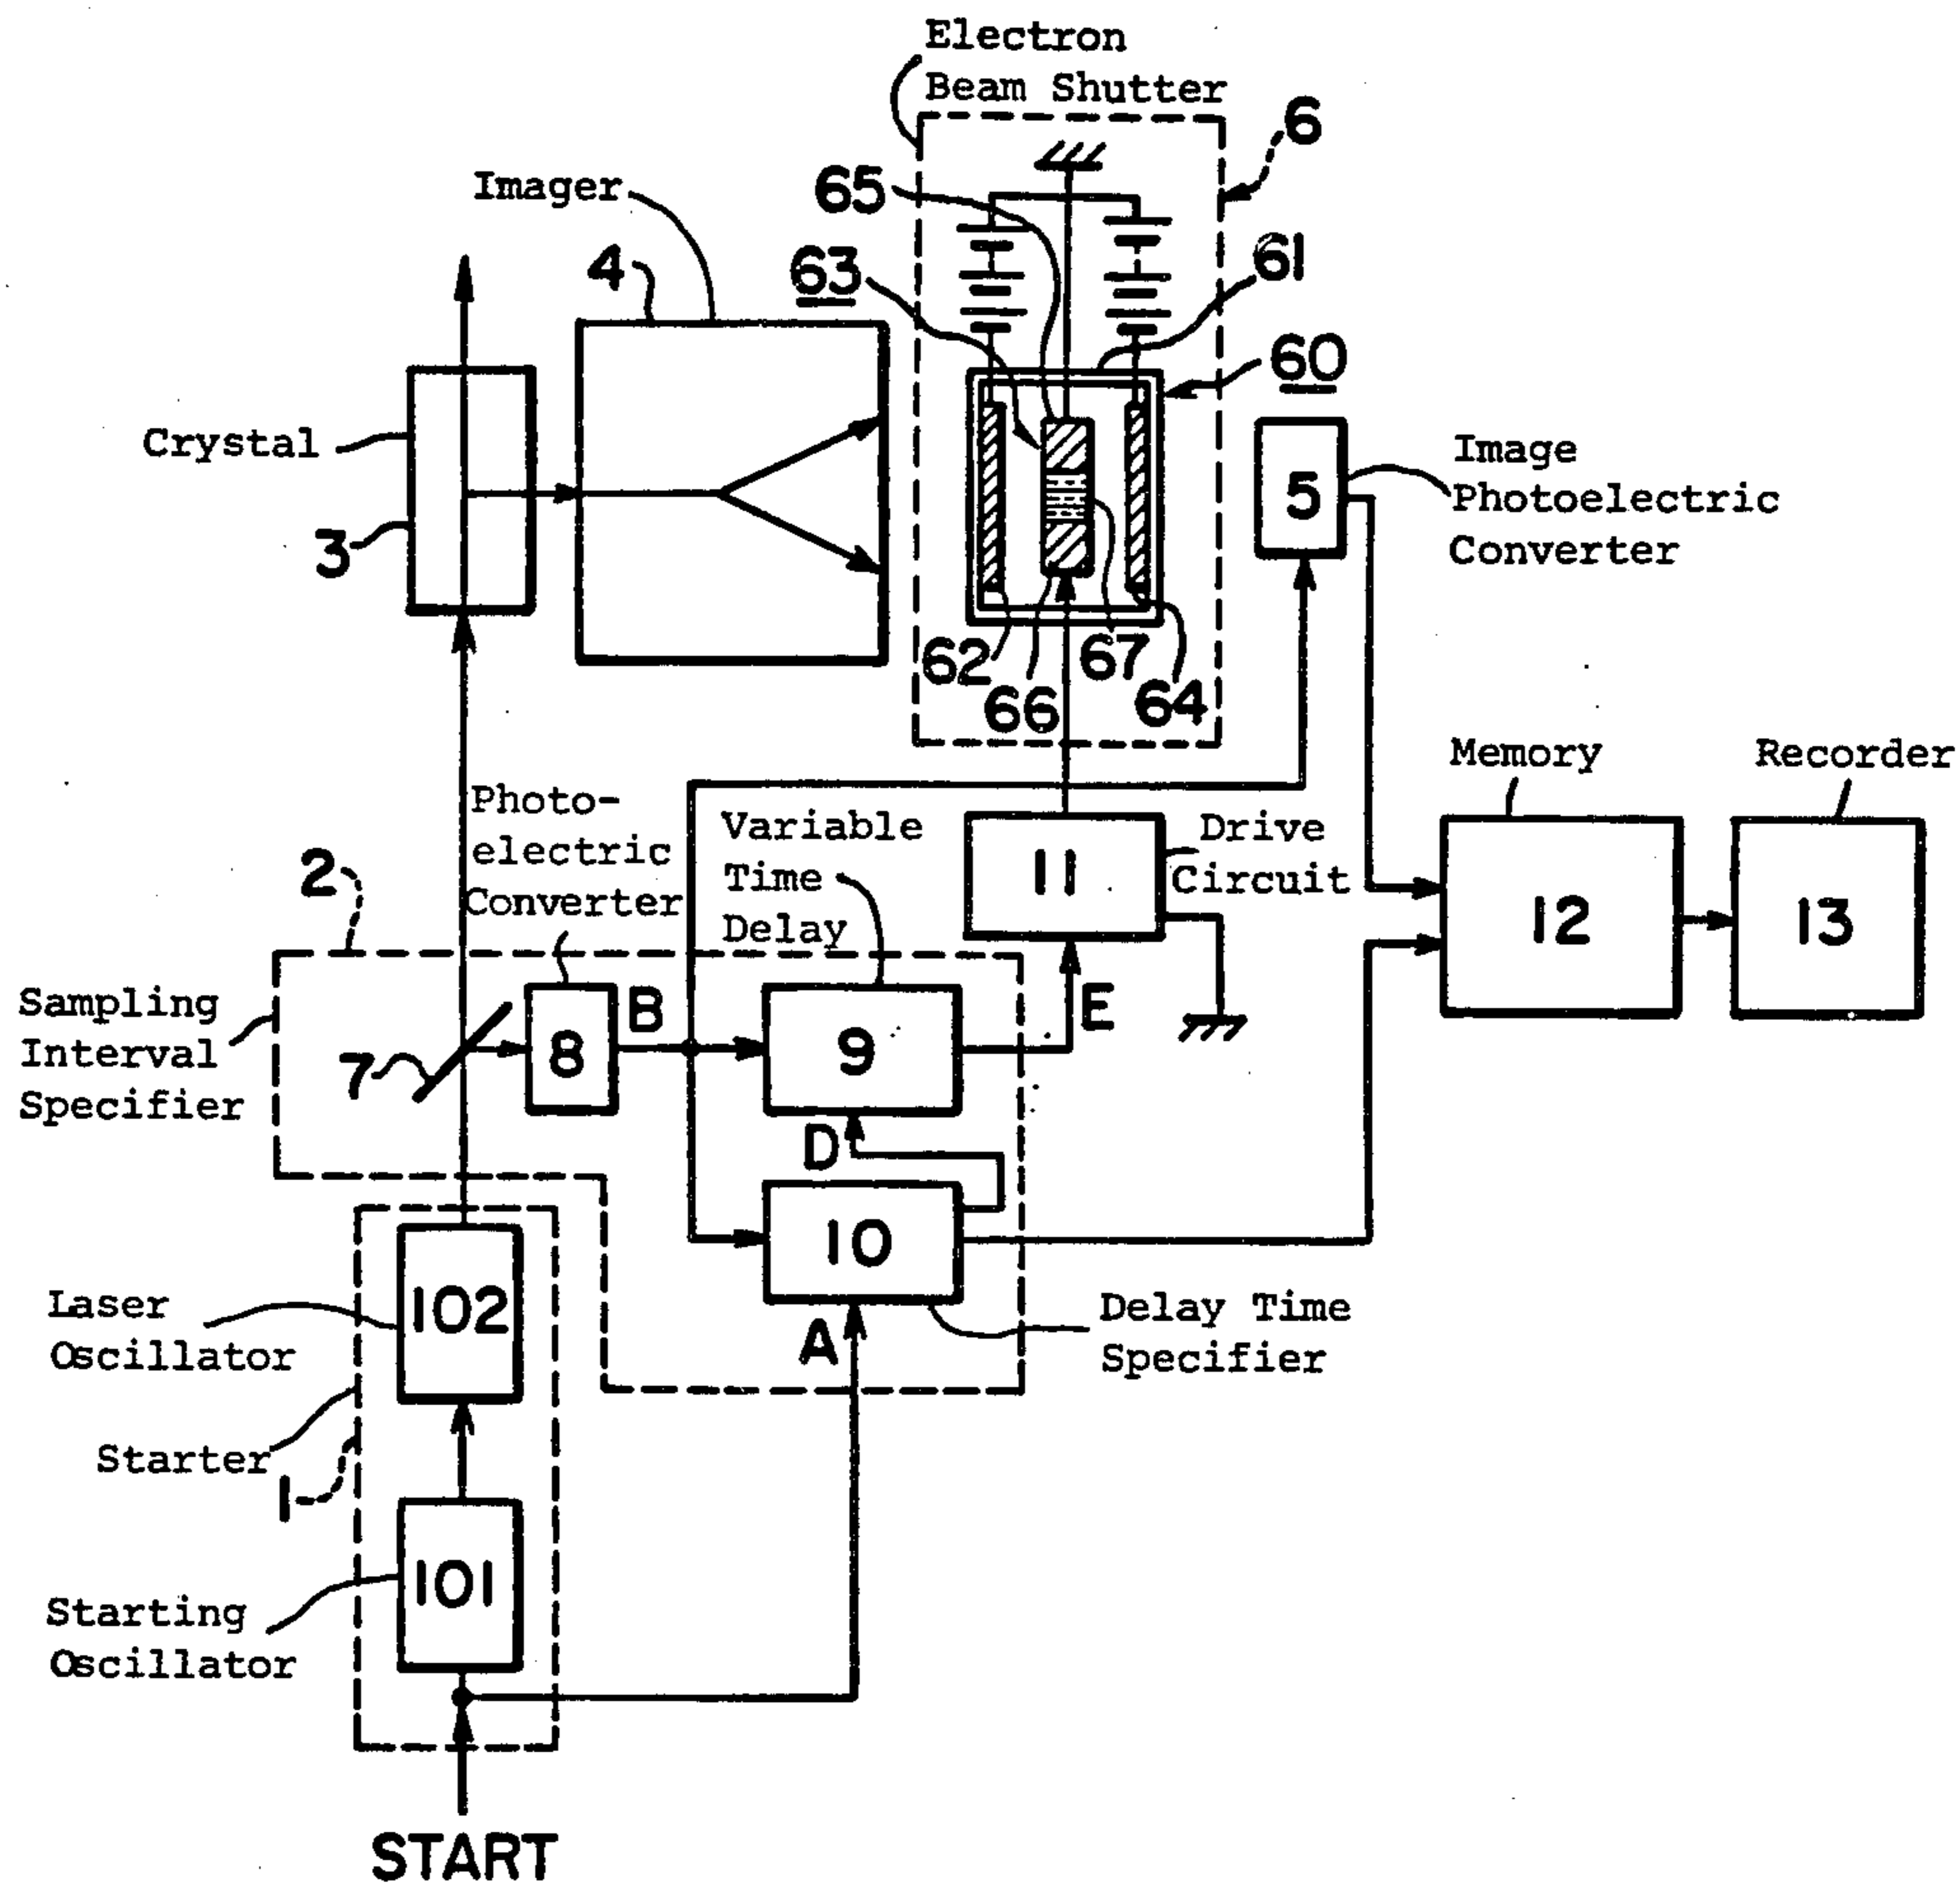 Electron
Beam Shutter
6
Imager
65
4
63
61
60
Crystal
3
5
Image
Photoelectric
Converter
62
66
67
64
Memory
Recorder
Photo-
electric
Converter
Variable
Time
Delay
11
Drive
Circuit
2
12
13
Sampling
Interval
Specifier
7
8
B
9
E
D
10
A
Delay Time
Specifier
Laser
Oscillator
102
Starter
1
101
Starting
Oscillator
START